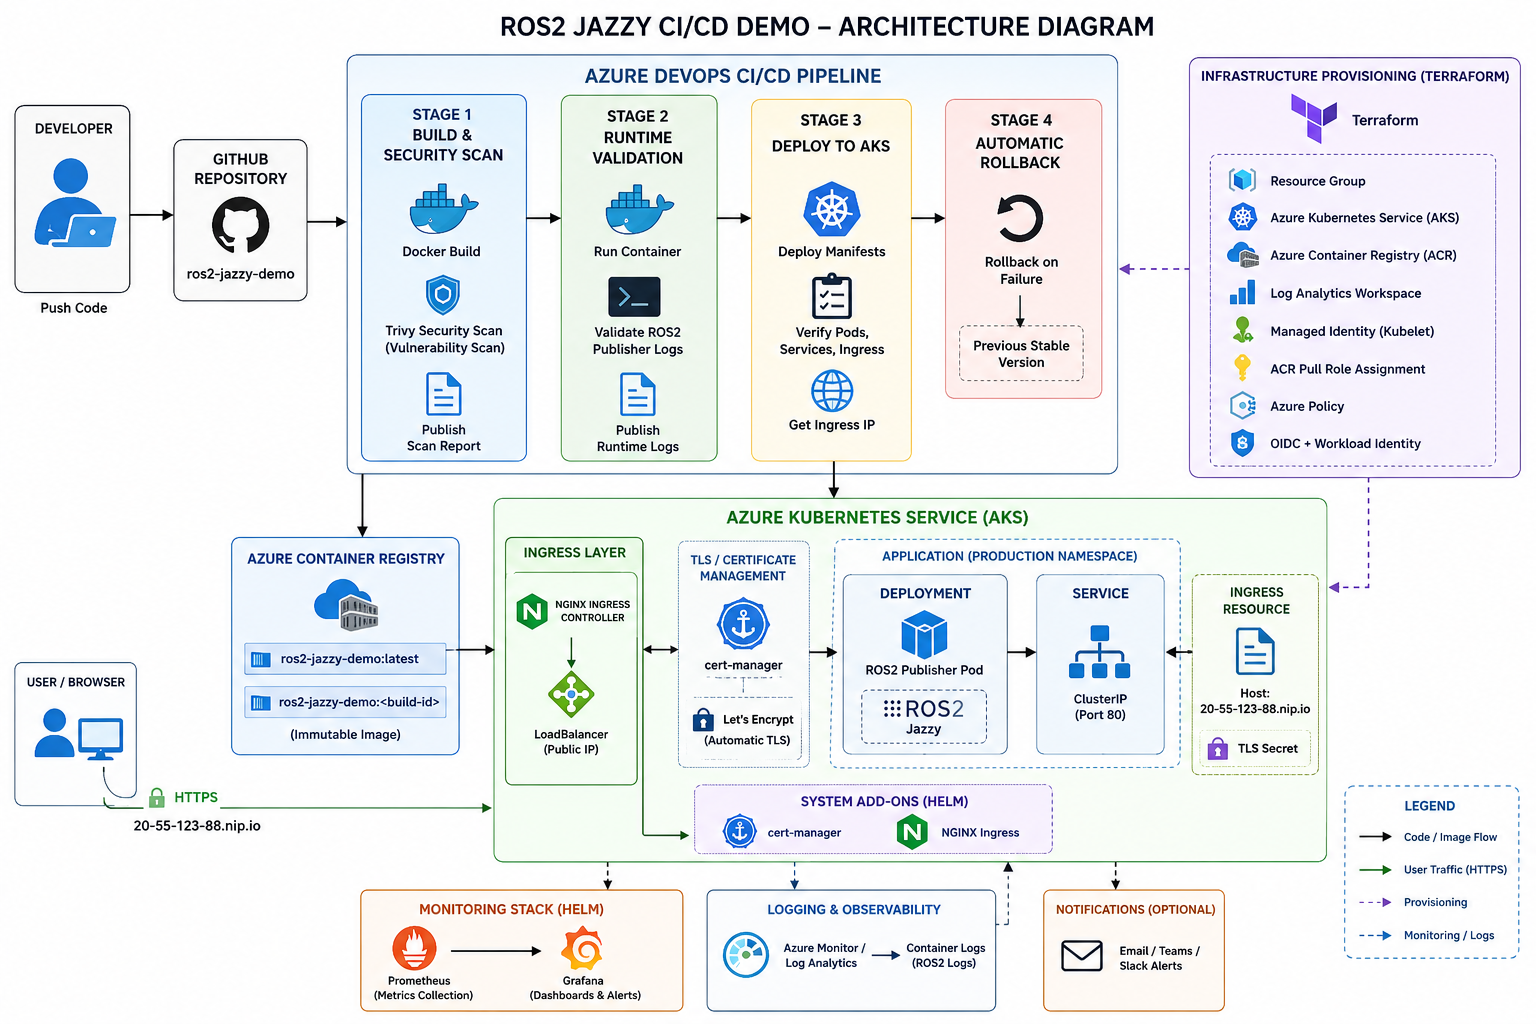 ROS2 JAZZY CI/CD DEMO – ARCHITECTURE DIAGRAM
DEVELOPER
Push Code
GITHUB
REPOSITORY
ros2-jazzy-demo
AZURE DEVOPS CI/CD PIPELINE
STAGE 1
BUILD &
SECURITY SCAN
Docker Build
Trivy Security Scan
(Vulnerability Scan)
Publish
Scan Report
STAGE 2
RUNTIME
VALIDATION
Run Container
Validate ROS2
Publisher Logs
Publish
Runtime Logs
STAGE 3
DEPLOY TO AKS
Deploy Manifests
Verify Pods,
Services, Ingress
Get Ingress IP
STAGE 4
AUTOMATIC
ROLLBACK
Rollback on
Failure
Previous Stable
Version
INFRASTRUCTURE PROVISIONING (TERRAFORM)
Terraform
Resource Group
Azure Kubernetes Service (AKS)
Azure Container Registry (ACR)
Log Analytics Workspace
Managed Identity (Kubelet)
ACR Pull Role Assignment
Azure Policy
OIDC + Workload Identity
AZURE CONTAINER REGISTRY
ros2-jazzy-demo:latest
ros2-jazzy-demo:<build-id>
(Immutable Image)
USER / BROWSER
HTTPS
20-55-123-88.nip.io
AZURE KUBERNETES SERVICE (AKS)
INGRESS LAYER
N
NGINX INGRESS
CONTROLLER
LoadBalancer
(Public IP)
TLS / CERTIFICATE
MANAGEMENT
cert-manager
Let's Encrypt
(Automatic TLS)
APPLICATION (PRODUCTION NAMESPACE)
DEPLOYMENT
ROS2 Publisher Pod
ROS2
Jazzy
SERVICE
ClusterIP
(Port 80)
INGRESS
RESOURCE
Host:
20-55-123-88.nip.io
TLS Secret
SYSTEM ADD-ONS (HELM)
cert-manager
N
NGINX Ingress
MONITORING STACK (HELM)
Prometheus
(Metrics Collection)
Grafana
(Dashboards & Alerts)
LOGGING & OBSERVABILITY
Azure Monitor /
Log Analytics
Container Logs
(ROS2 Logs)
NOTIFICATIONS (OPTIONAL)
Email / Teams /
Slack Alerts
LEGEND
Code / Image Flow
User Traffic (HTTPS)
Provisioning
Monitoring / Logs